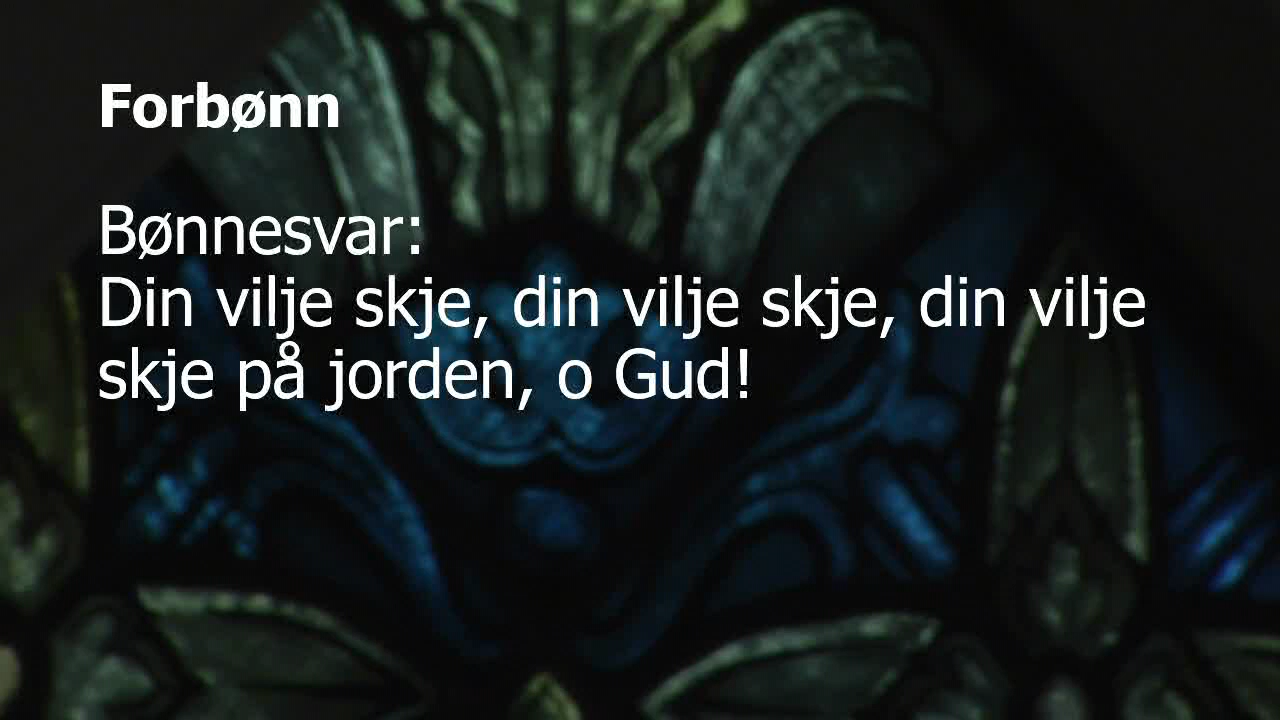 Forbønn
Bønnesvar:
Din vilje skje, din vilje skje, din vilje
skje på jorden, o Gud!